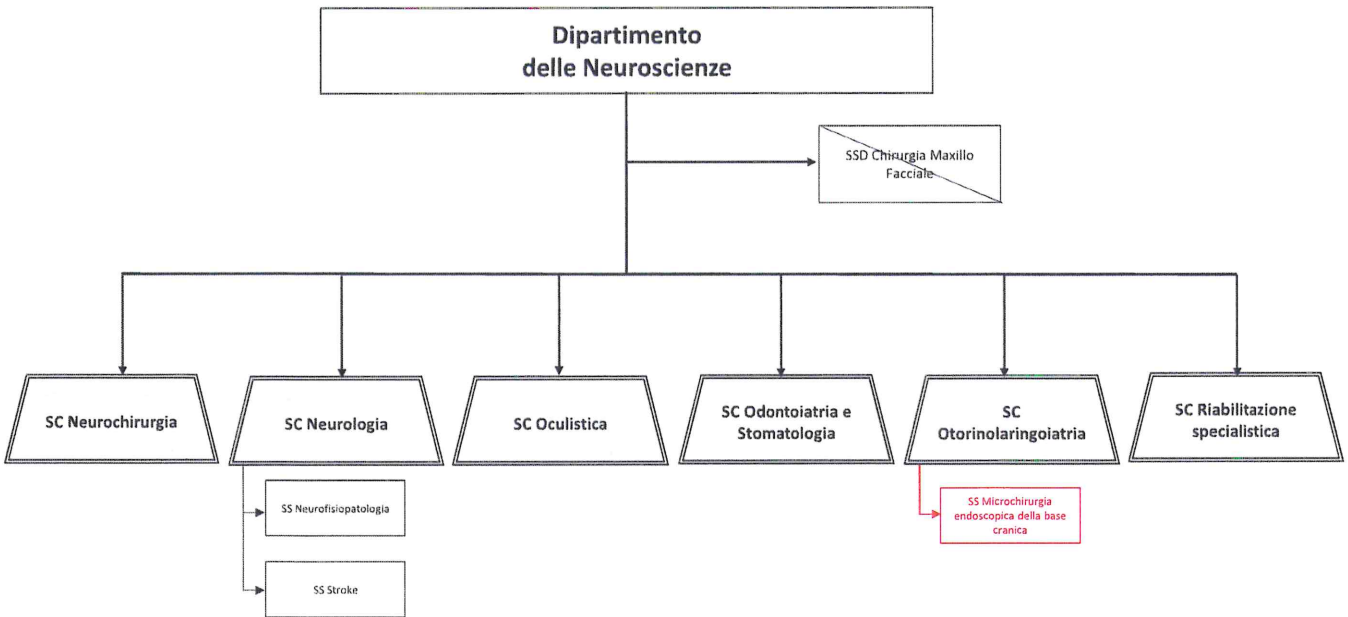 Dipartimento
delle Neuroscienze
SSD Chirurgia Maxillo
Facciale
SC Neurochirurgia
SC Neurologia
SC Oculistica
SC Odontoiatria e
Stomatologia
SC
Otorinolaringoiatria
SC Riabilitazione
specialistica
SS Neurofisiopatologia
SS Stroke
SS Microchirurgia
endoscopica della base
cranica